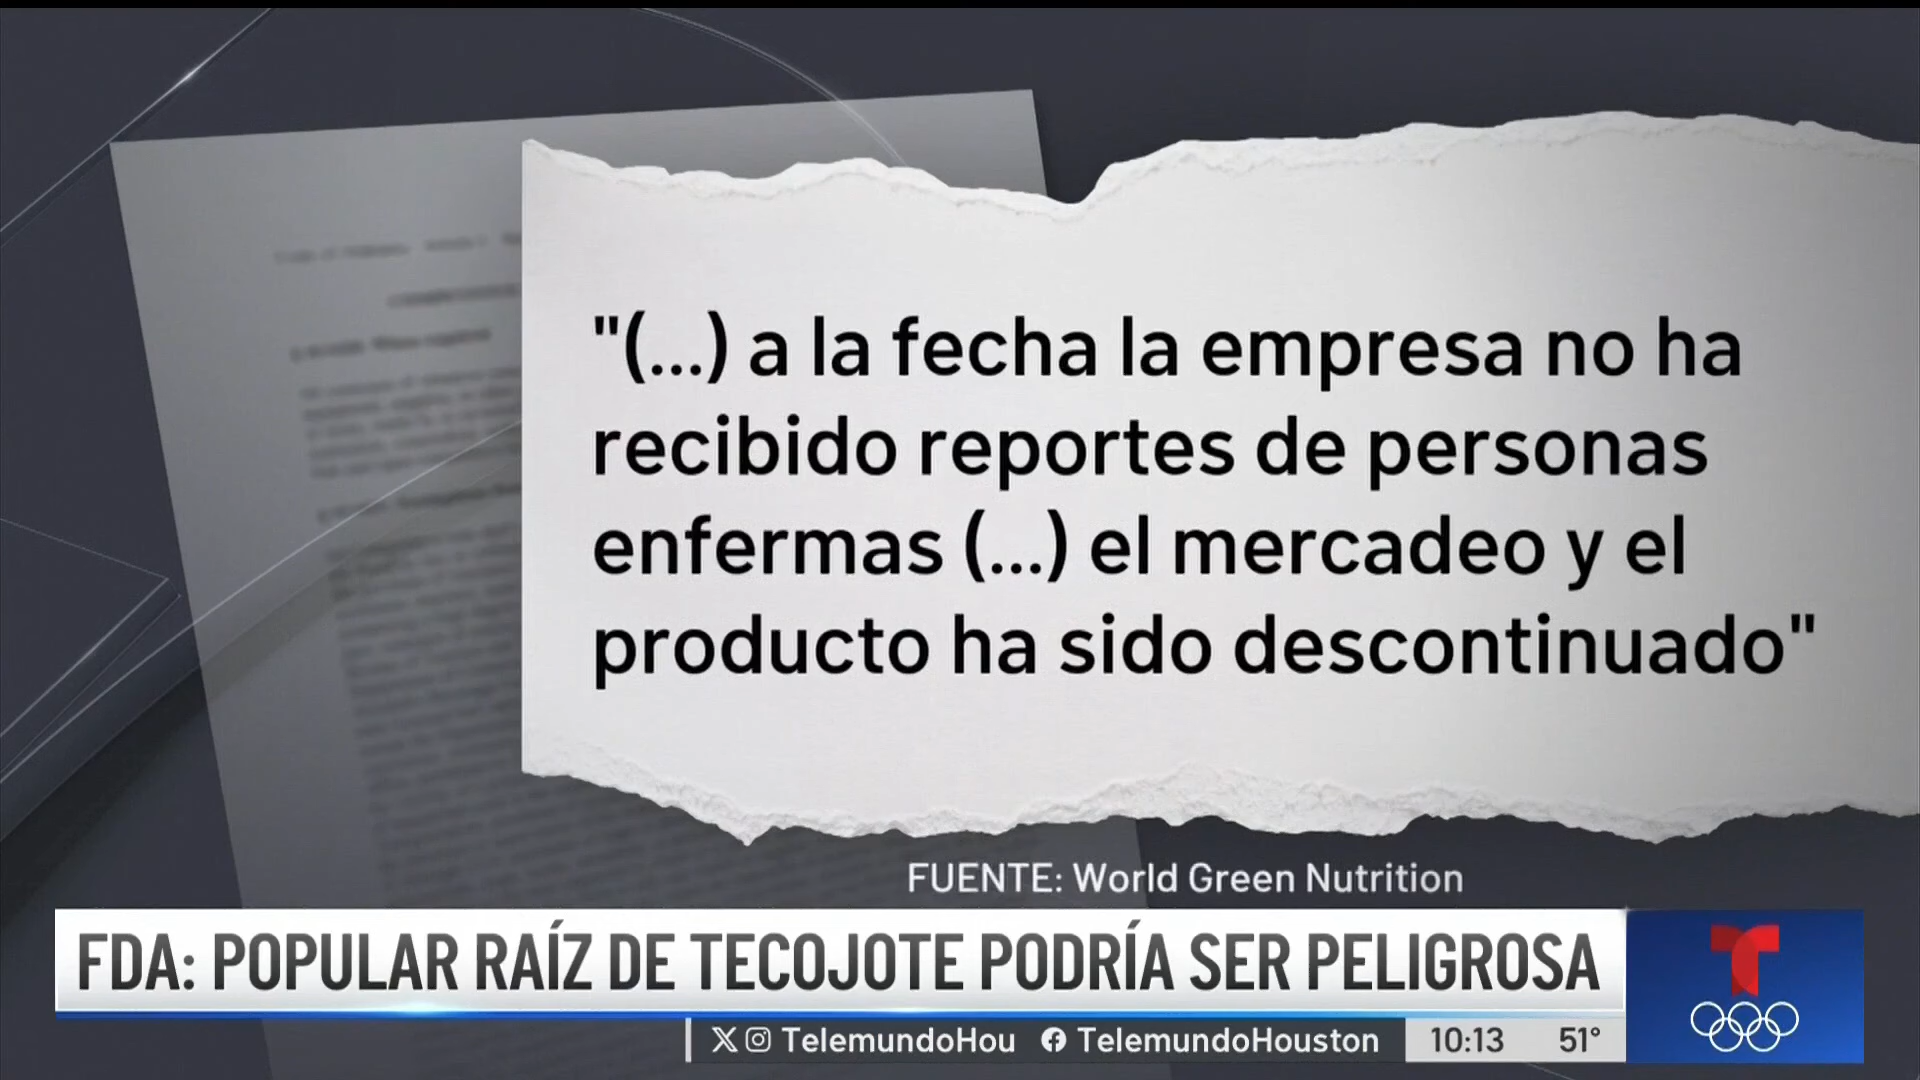 "(...) a la fecha la empresa no ha
recibido reportes de personas
enfermas (...) el mercadeo y el
producto ha sido descontinuado"
FUENTE: World Green Nutrition
FDA: POPULAR RAÍZ DE TECOJOTE PODRÍA SER PELIGROSA
TelemundoHou TelemundoHouston 10:13 51°